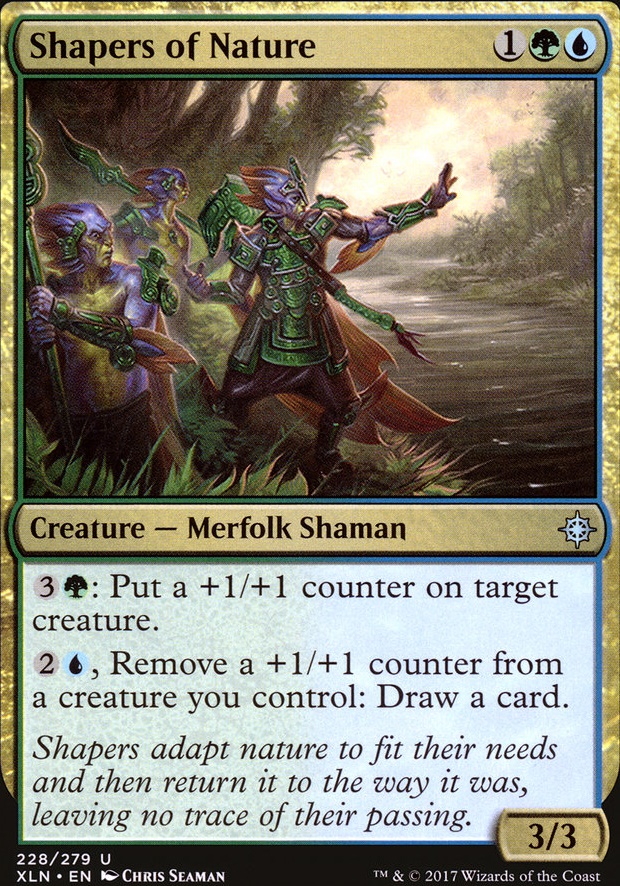 Shapers of Nature 1
Creature — Merfolk Shaman
3 : Put a +1/+1 counter on target
creature.
2 , Remove a +1/+1 counter from
a creature you control: Draw a card.
Shapers adapt nature to fit their needs
and then return it to the way it was,
leaving no trace of their passing.
3/3
228/279 U
XLN • EN Chris Seaman
™ & © 2017 Wizards of the Coast